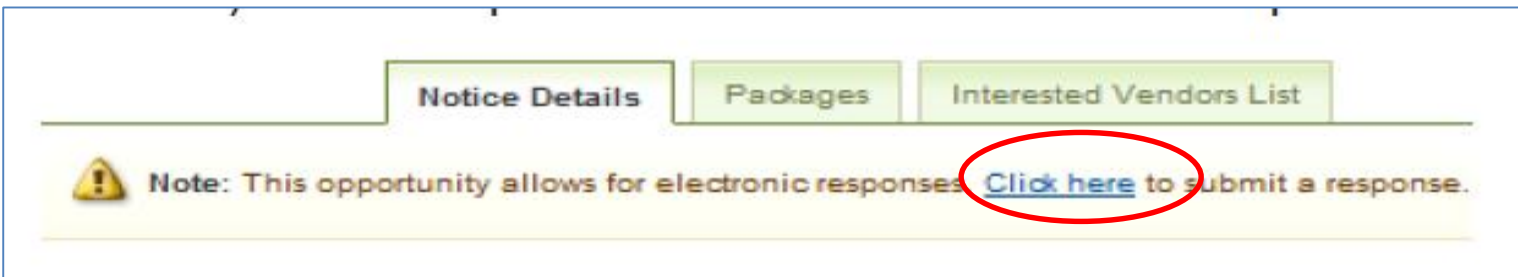 Notice Details Packages Interested Vendors List
Note: This opportunity allows for electronic responses. Click here to submit a response.